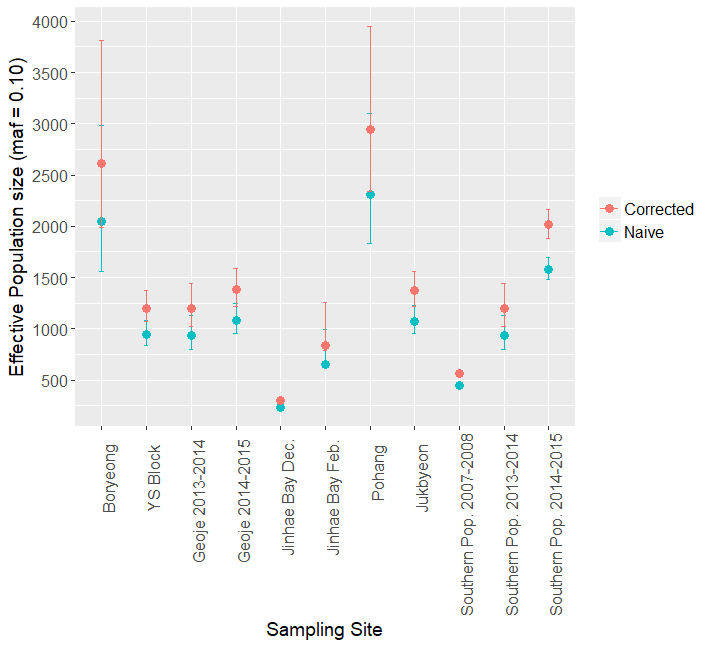 Effective Population size (maf = 0.10)
4000
3500
3000
2500
2000
1500
1000
500
Boryeong
YS Block
Geoje 2013-2014
Geoje 2014-2015
Jinhae Bay Dec.
Jinhae Bay Feb.
Pohang
Jukbyeon
Southern Pop. 2007-2008
Southern Pop. 2013-2014
Southern Pop. 2014-2015
Sampling Site
Corrected
Naive